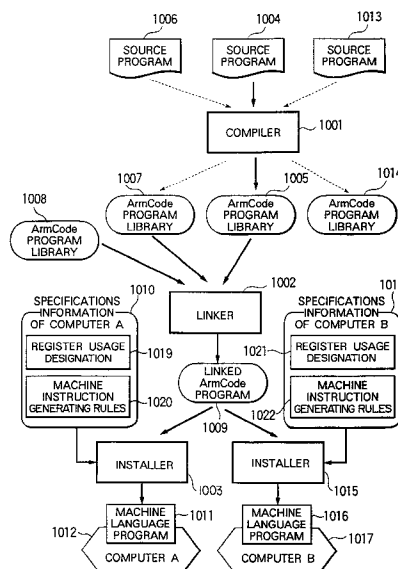 1006
1004
1013
SOURCE
PROGRAM
SOURCE
PROGRAM
SOURCE
PROGRAM
COMPILER
1001
1007
1005
1014
1008
ArmCode
PROGRAM
LIBRARY
ArmCode
PROGRAM
LIBRARY
ArmCode
PROGRAM
LIBRARY
ArmCode
PROGRAM
LIBRARY
1002
1010
SPECIFICATIONS
INFORMATION
OF COMPUTER A
LINKER
SPECIFICATIONS
INFORMATION
OF COMPUTER B
REGISTER USAGE
DESIGNATION
1019
1021
REGISTER USAGE
DESIGNATION
MACHINE
INSTRUCTION
GENERATING RULES
1020
LINKED
ArmCode
PROGRAM
1009
1022
MACHINE
INSTRUCTION
GENERATING RULES
INSTALLER
1003
INSTALLER
1015
1012
MACHINE
LANGUAGE
PROGRAM
1011
COMPUTER A
MACHINE
LANGUAGE
PROGRAM
1016
1017
COMPUTER B